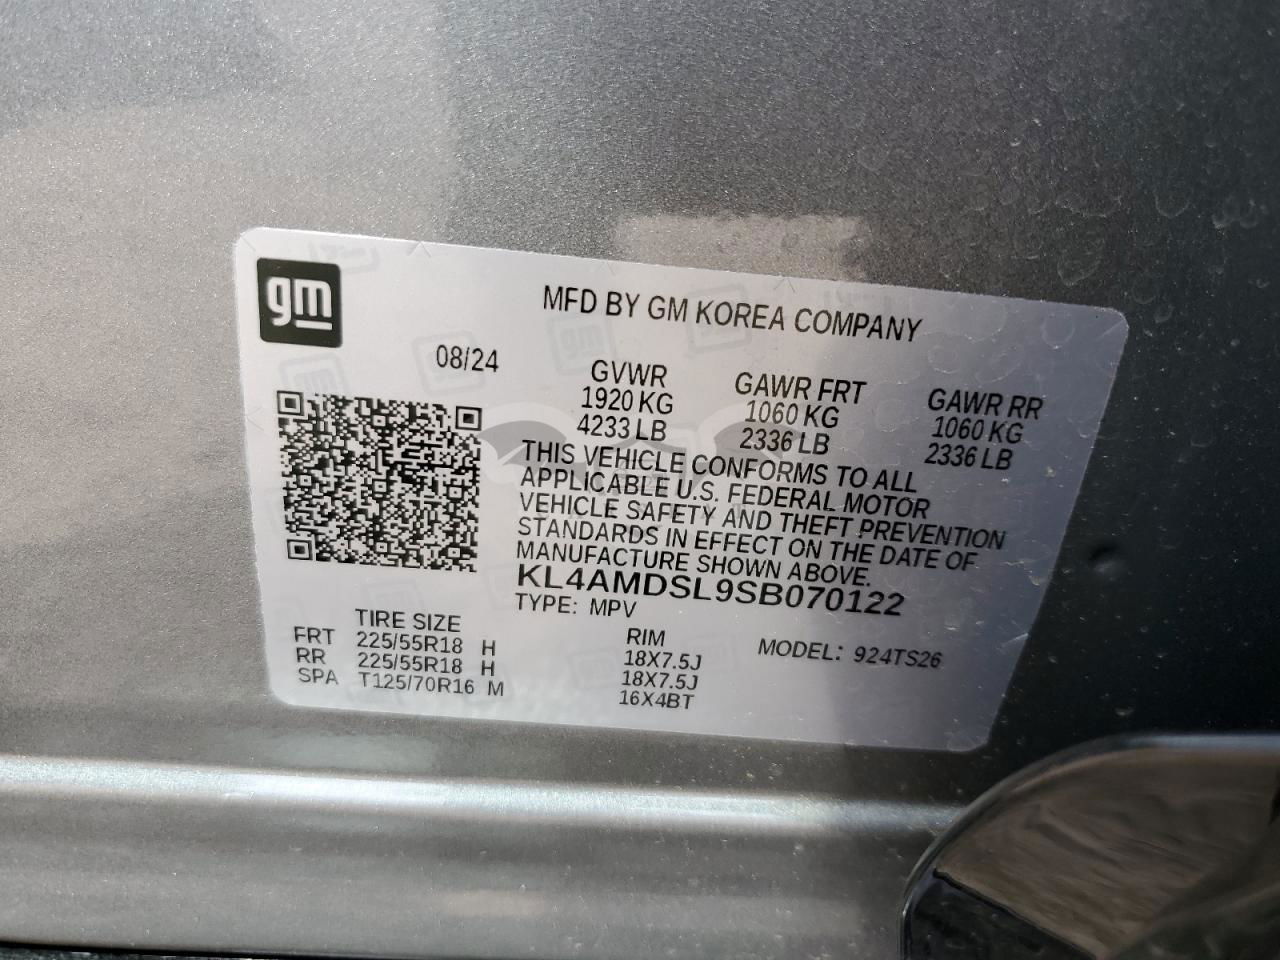 gm
MFD BY GM KOREA COMPANY
08/24
GVWR GAWR FRT GAWR RR
1920 KG 1060 KG 1060 KG
4233 LB 2336 LB 2336 LB
THIS VEHICLE CONFORMS TO ALL
APPLICABLE U.S. FEDERAL MOTOR
VEHICLE SAFETY AND THEFT PREVENTION
STANDARDS IN EFFECT ON THE DATE OF
MANUFACTURE SHOWN ABOVE.
KL4AMDSL9SB070122
TYPE: MPV
TIRE SIZE RIM MODEL: 924TS26
FRT 225/55R18 H 18X7.5J
RR 225/55R18 H 18X7.5J
SPA T125/70R16 M 16X4BT